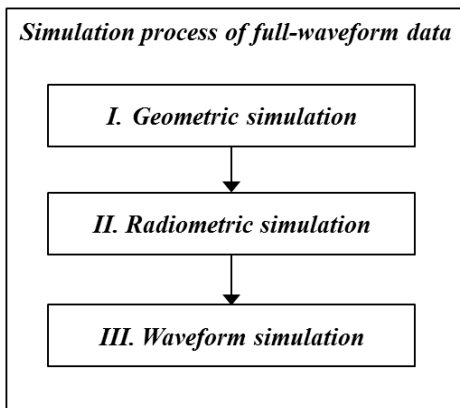 Simulation process of full-waveform data
I. Geometric simulation
II. Radiometric simulation
III. Waveform simulation